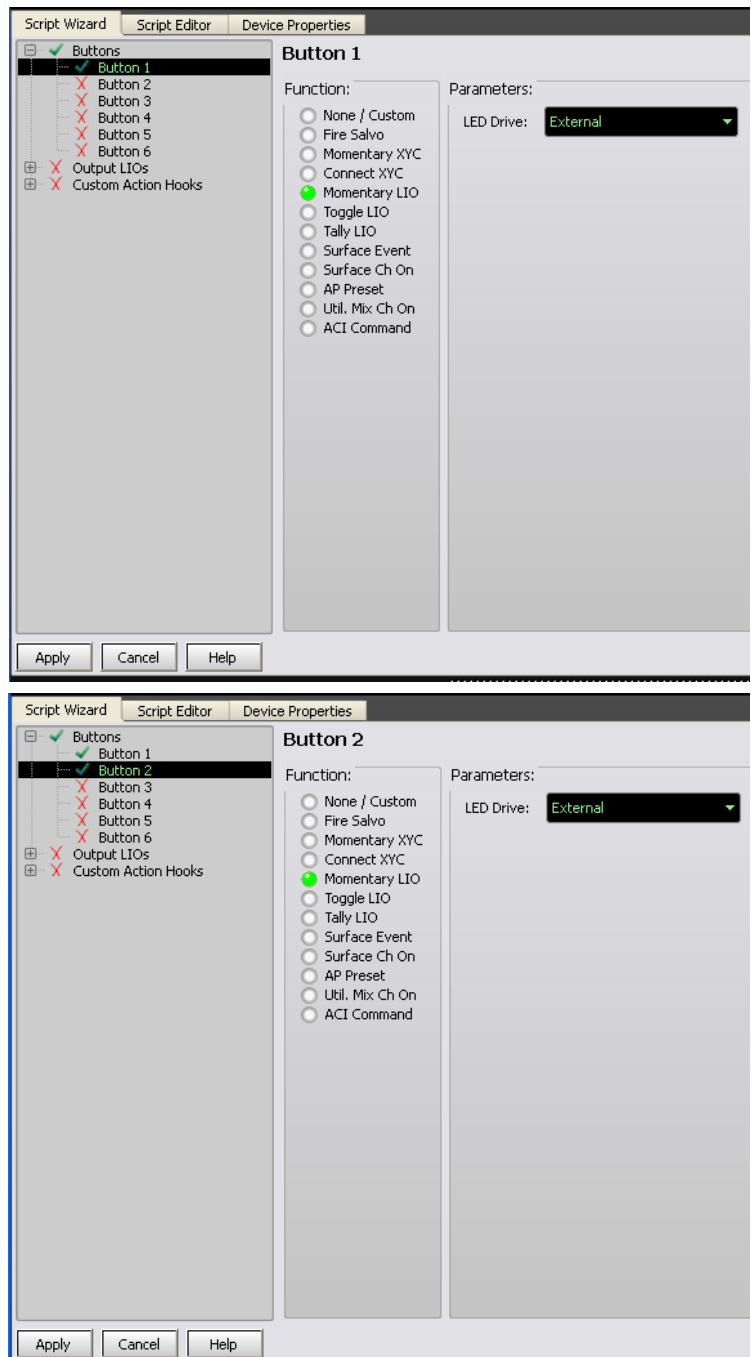 Script Wizard Script Editor Device Properties
Buttons
Button 1
Button 2
Button 3
Button 4
Button 5
Button 6
Output LIOs
Custom Action Hooks
Button 1
Function:
None / Custom
Fire Salvo
Momentary XYC
Connect XYC
Momentary LIO
Toggle LIO
Tally LIO
Surface Event
Surface Ch On
AP Preset
Util. Mix Ch On
ACI Command
Parameters:
LED Drive: External
Apply Cancel Help
Script Wizard Script Editor Device Properties
Buttons
Button 1
Button 2
Button 3
Button 4
Button 5
Button 6
Output LIOs
Custom Action Hooks
Button 2
Function:
None / Custom
Fire Salvo
Momentary XYC
Connect XYC
Momentary LIO
Toggle LIO
Tally LIO
Surface Event
Surface Ch On
AP Preset
Util. Mix Ch On
ACI Command
Parameters:
LED Drive: External
Apply Cancel Help